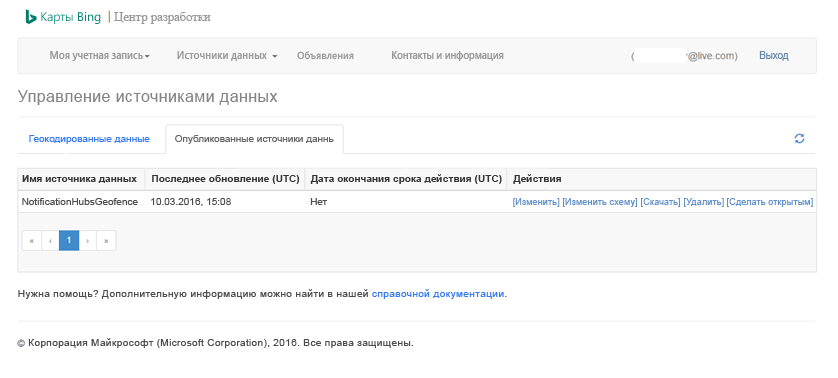 Карты Bing | Центр разработки
Моя учетная запись Источники данных Объявления Контакты и информация ( @live.com) Выход
Управление источниками данных
Геокодированные данные Опубликованные источники даннь
Имя источника данных Последнее обновление (UTC) Дата окончания срока действия (UTC) Действия
NotificationHubsGeofence 10.03.2016, 15:08 Нет [Изменить] [Изменить схему] [Скачать] [Удалить] [Сделать открытым]
« ‹ 1 › »
Нужна помощь? Дополнительную информацию можно найти в нашей справочной документации.
© Корпорация Майкрософт (Microsoft Corporation), 2016. Все права защищены.